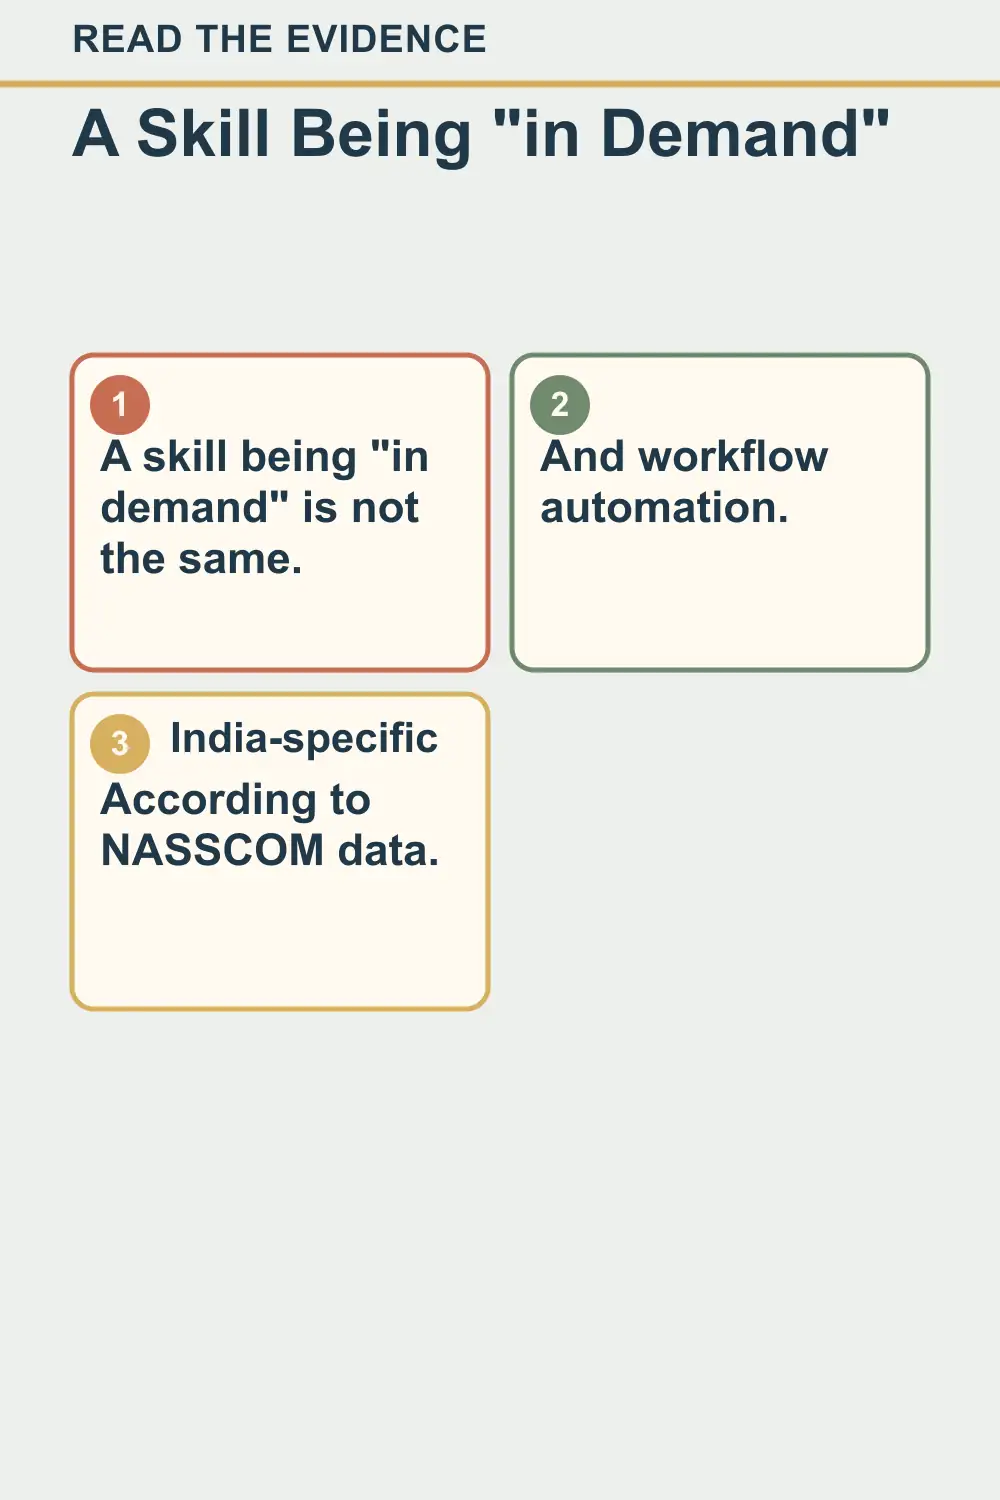 READ THE EVIDENCE
A Skill Being "in Demand"
1
A skill being "in
demand" is not
the same.
2
And workflow
automation.
3
India-specific
According to
NASSCOM data.